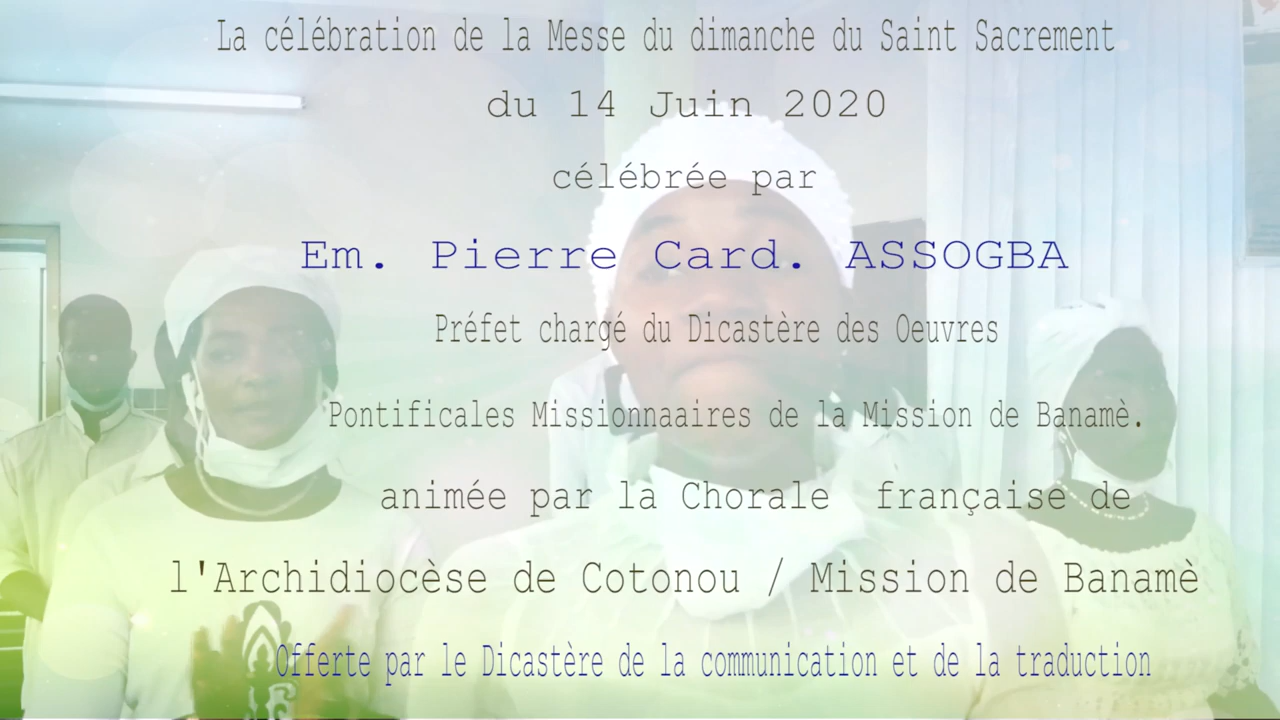 La célébration de la Messe du dimanche du Saint Sacrement
du 14 Juin 2020
célébrée par
Em. Pierre Card. ASSOGBA
Préfet chargé du Dicastère des Oeuvres
Pontificales Missionnaaires de la Mission de Banamè.
animée par la Chorale française de
l'Archidiocèse de Cotonou / Mission de Banamè
Offerte par le Dicastère de la communication et de la traduction